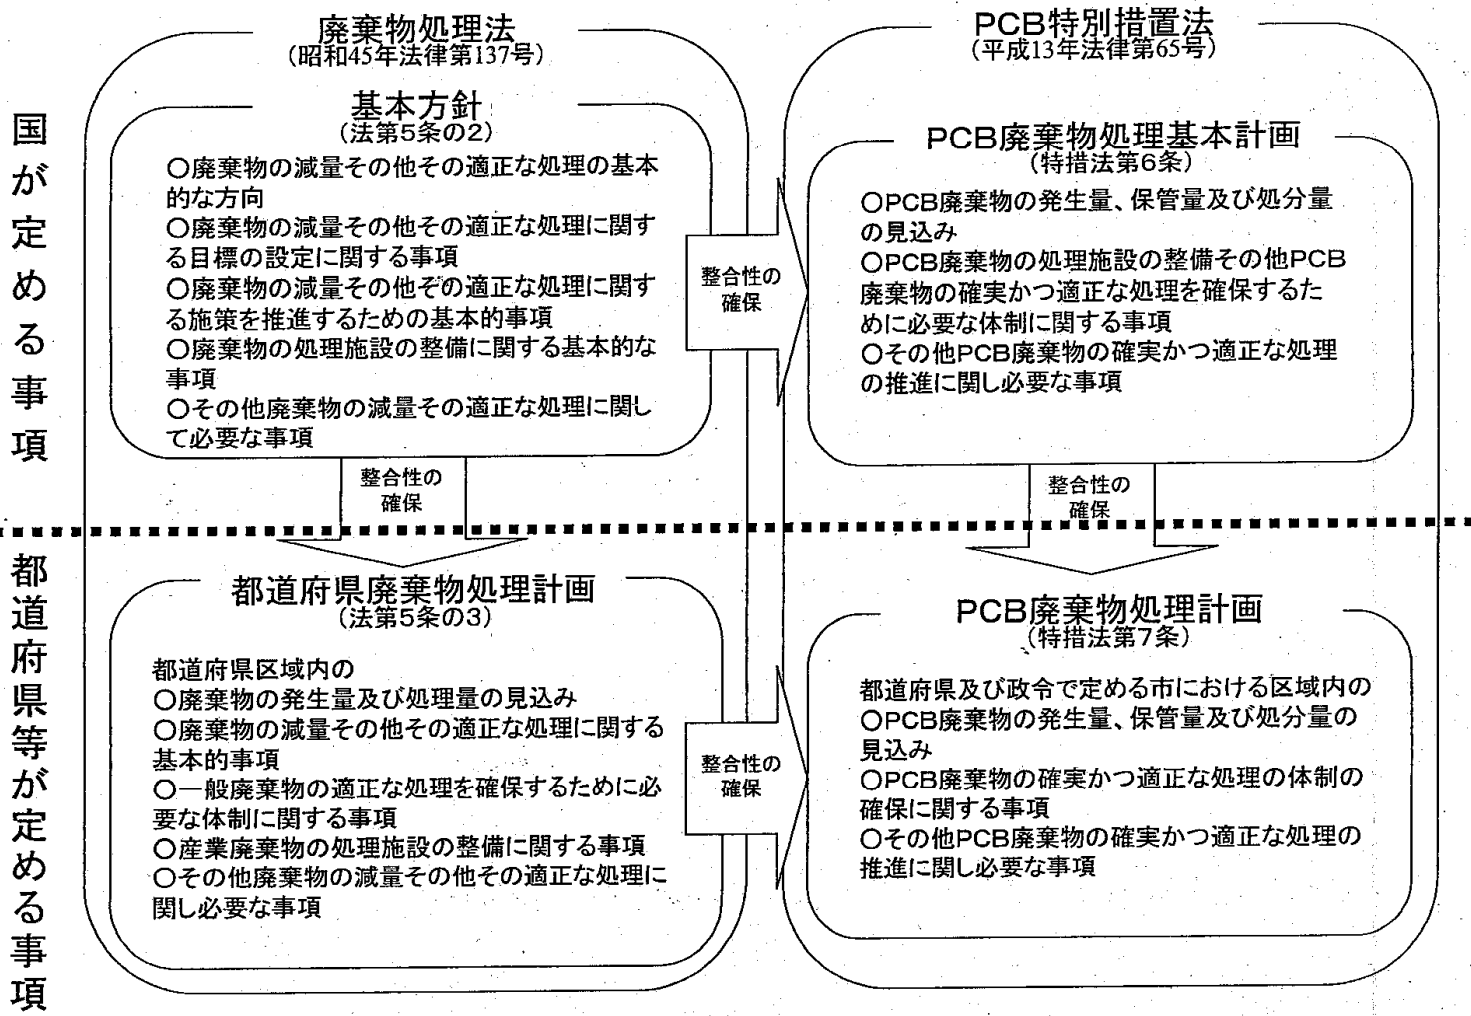 国が定める事項
廃棄物処理法
(昭和45年法律第137号)
基本方針
(法第5条の2)
○廃棄物の減量その他その適正な処理の基本
的な方向
○廃棄物の減量その他その適正な処理に関す
る目標の設定に関する事項
○廃棄物の減量その他ぞの適正な処理に関す
る施策を推進するための基本的事項
○廃棄物の処理施設の整備に関する基本的な
事項
○その他廃棄物の減量その適正な処理に関し
て必要な事項
整合性の
確保
PCB特別措置法
(平成13年法律第65号)
PCB廃棄物処理基本計画
(特措法第6条)
○PCB廃棄物の発生量、保管量及び処分量
の見込み
○PCB廃棄物の処理施設の整備その他PCB
廃棄物の確実かつ適正な処理を確保するた
めに必要な体制に関する事項
○その他PCB廃棄物の確実かつ適正な処理
の推進に関し必要な事項
整合性の
確保
整合性の
確保
都道府県等が定める事項
都道府県廃棄物処理計画
(法第5条の3)
都道府県区域内の
○廃棄物の発生量及び処理量の見込み
○廃棄物の減量その他その適正な処理に関する
基本的事項
○一般廃棄物の適正な処理を確保するために必
要な体制に関する事項
○産業廃棄物の処理施設の整備に関する事項
○その他廃棄物の減量その他その適正な処理に
関し必要な事項
整合性の
確保
PCB廃棄物処理計画
(特措法第7条)
都道府県及び政令で定める市における区域内の
○PCB廃棄物の発生量、保管量及び処分量の
見込み
○PCB廃棄物の確実かつ適正な処理の体制の
確保に関する事項
○その他PCB廃棄物の確実かつ適正な処理の
推進に関し必要な事項